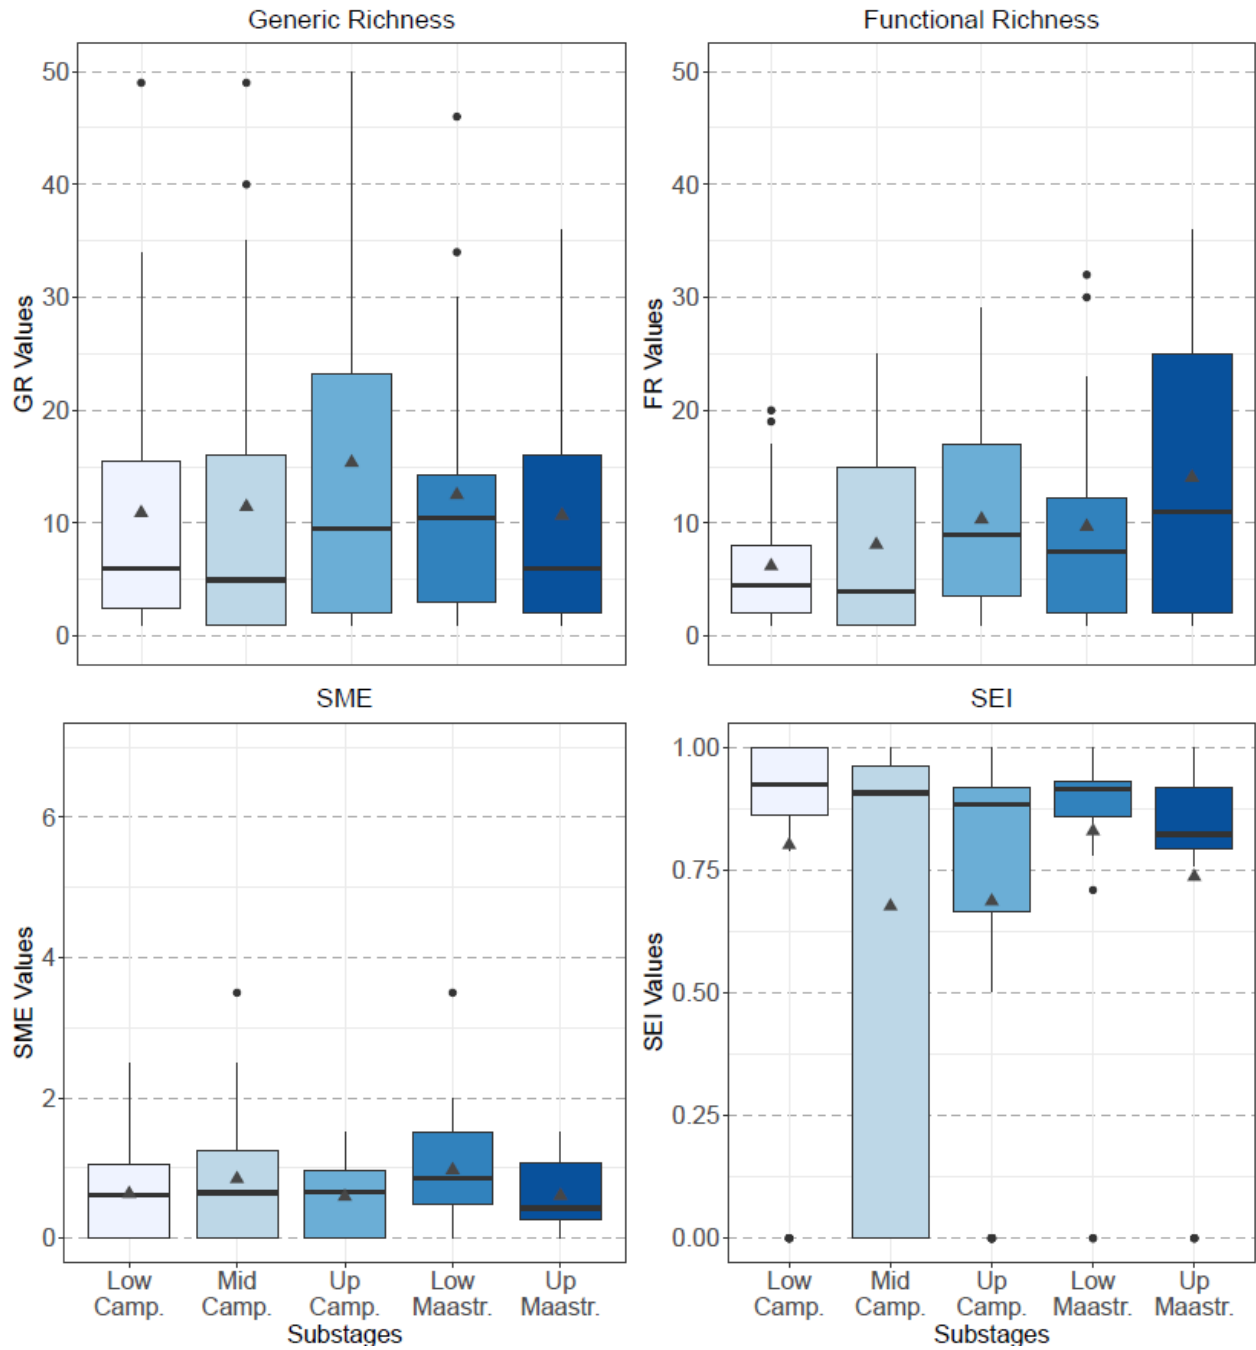 Generic Richness
GR Values
50
40
30
20
10
0
Functional Richness
FR Values
50
40
30
20
10
0
SME
SME Values
6
4
2
0
Low Camp.
Mid Camp.
Up Camp.
Low Maastr.
Up Maastr.
Substages
SEI
SEI Values
1.00
0.75
0.50
0.25
0.00
Low Camp.
Mid Camp.
Up Camp.
Low Maastr.
Up Maastr.
Substages